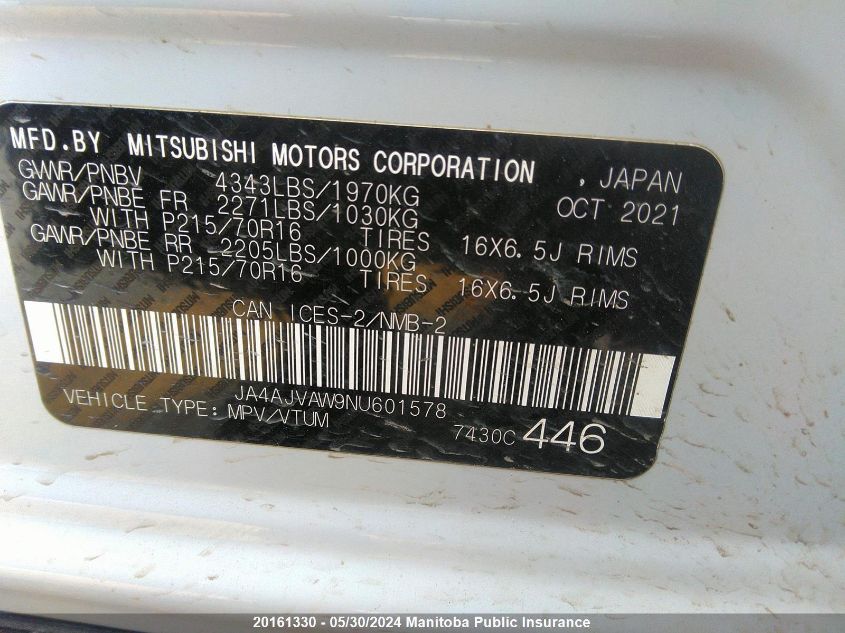 MFD.BY MITSUBISHI MOTORS CORPORATION , JAPAN
GVWR/PNBV 4343LBS/1970KG OCT 2021
GAWR/PNBE FR 2271LBS/1030KG
WITH P215/70R16 TIRES 16X6.5J RIMS
GAWR/PNBE RR 2205LBS/1000KG
WITH P215/70R16 TIRES 16X6.5J RIMS
CAN ICES-2/NMB-2
JA4AJVAW9NU601578
VEHICLE TYPE:MPV/VTUM 7430C 446
20161330 - 05/30/2024 Manitoba Public Insurance